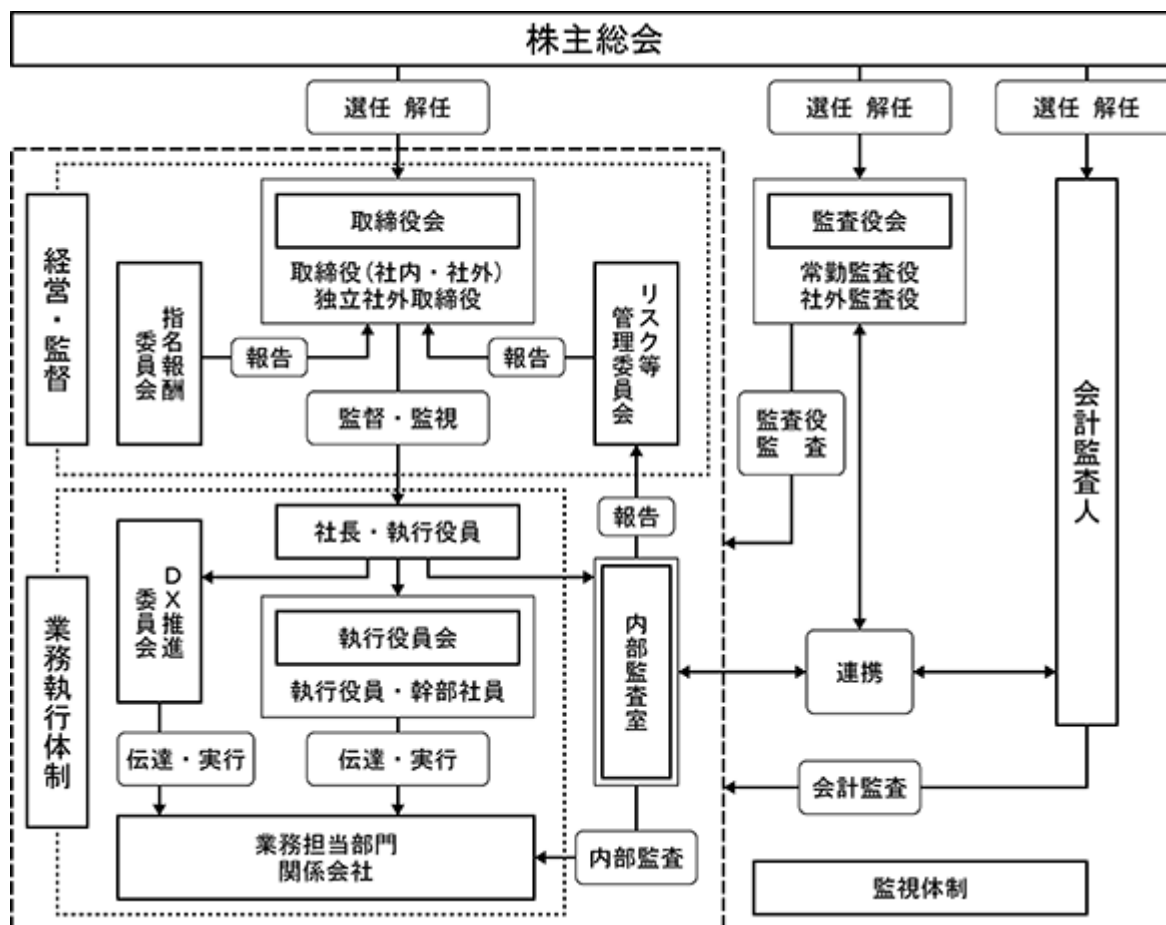 株主総会
選任 解任
選任 解任
選任 解任
経営・監督
取締役会
取締役(社内・社外)
独立社外取締役
指名報酬
委員会
報告
報告
リスク等
管理委員会
監督・監視
監査役会
常勤監査役
社外監査役
監査役
監 査
会計監査人
業務執行体制
社長・執行役員
報告
DX推進
委員会
執行役員会
執行役員・幹部社員
内部監査室
連携
伝達・実行
伝達・実行
会計監査
業務担当部門
関係会社
内部監査
監視体制